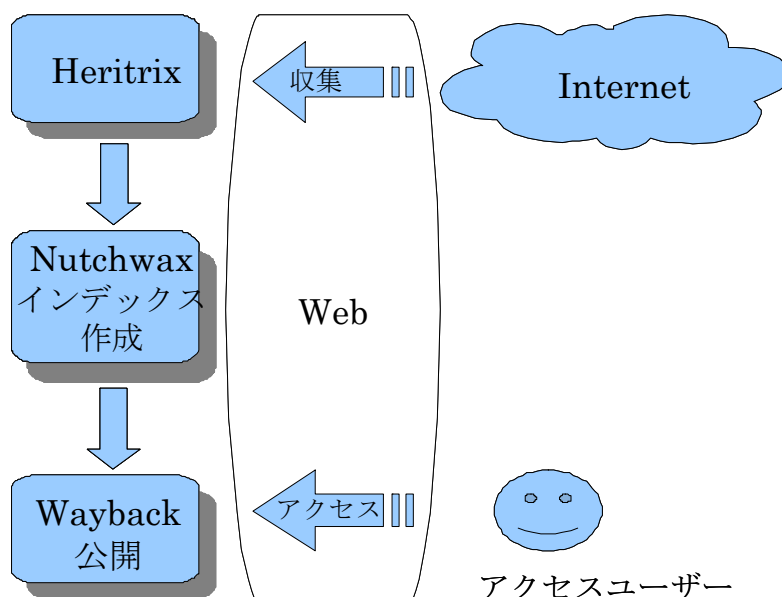 Heritrix
収集
Internet
Nutchwax
インデックス
作成
Web
Wayback
公開
アクセス
アクセスユーザー